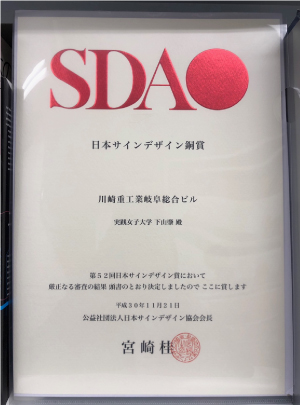 SDA
日本サインデザイン銅賞
川崎重工業岐阜総合ビル
実践女子大学 下山肇 殿
第52回日本サインデザイン賞において
厳正なる審査の結果 頭書のとおり決定しましたので ここに賞します
平成30年11月21日
公益社団法人日本サインデザイン協会会長
宮崎桂